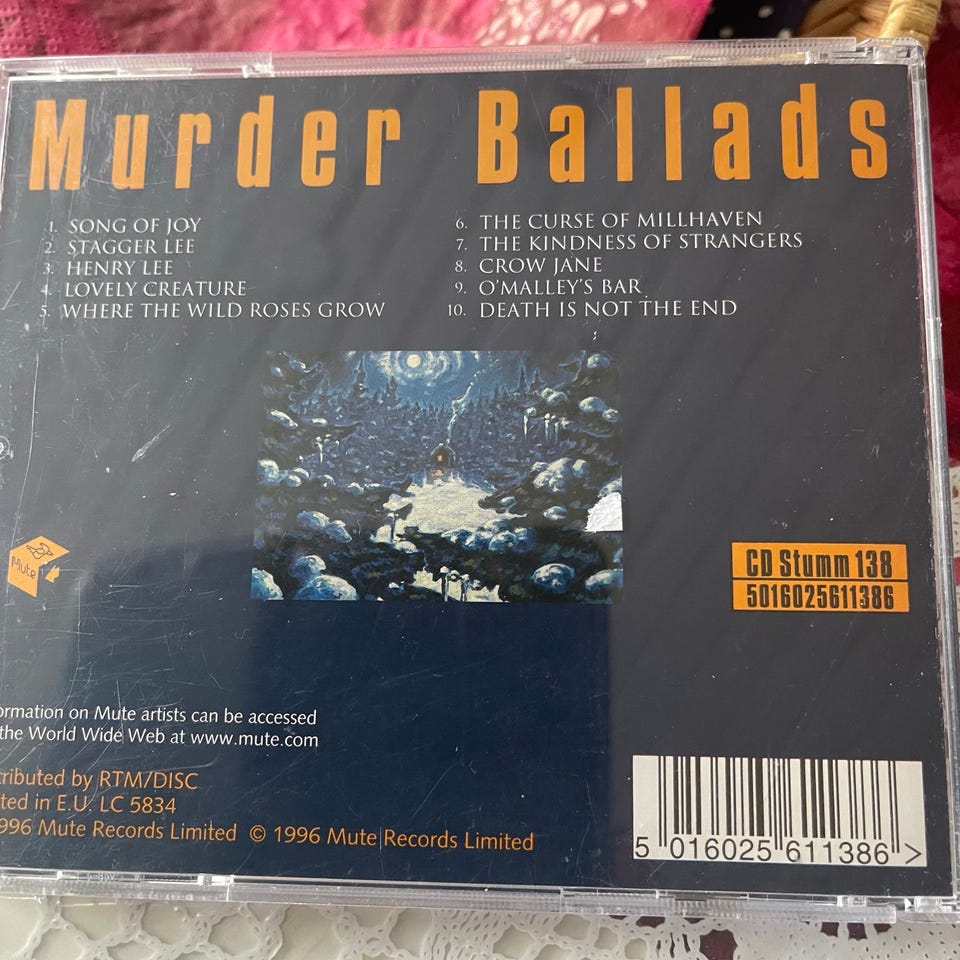 Murder Ballads
1. SONG OF JOY
2. STAGGER LEE
3. HENRY LEE
4. LOVELY CREATURE
5. WHERE THE WILD ROSES GROW
6. THE CURSE OF MILLHAVEN
7. THE KINDNESS OF STRANGERS
8. CROW JANE
9. O'MALLEY'S BAR
10. DEATH IS NOT THE END
Mute
CD Stumm 138
5016025611386
ormation on Mute artists can be accessed
the World Wide Web at www.mute.com
tributed by RTM/DISC
ted in E.U. LC 5834
996 Mute Records Limited © 1996 Mute Records Limited
5 016025 611386 >